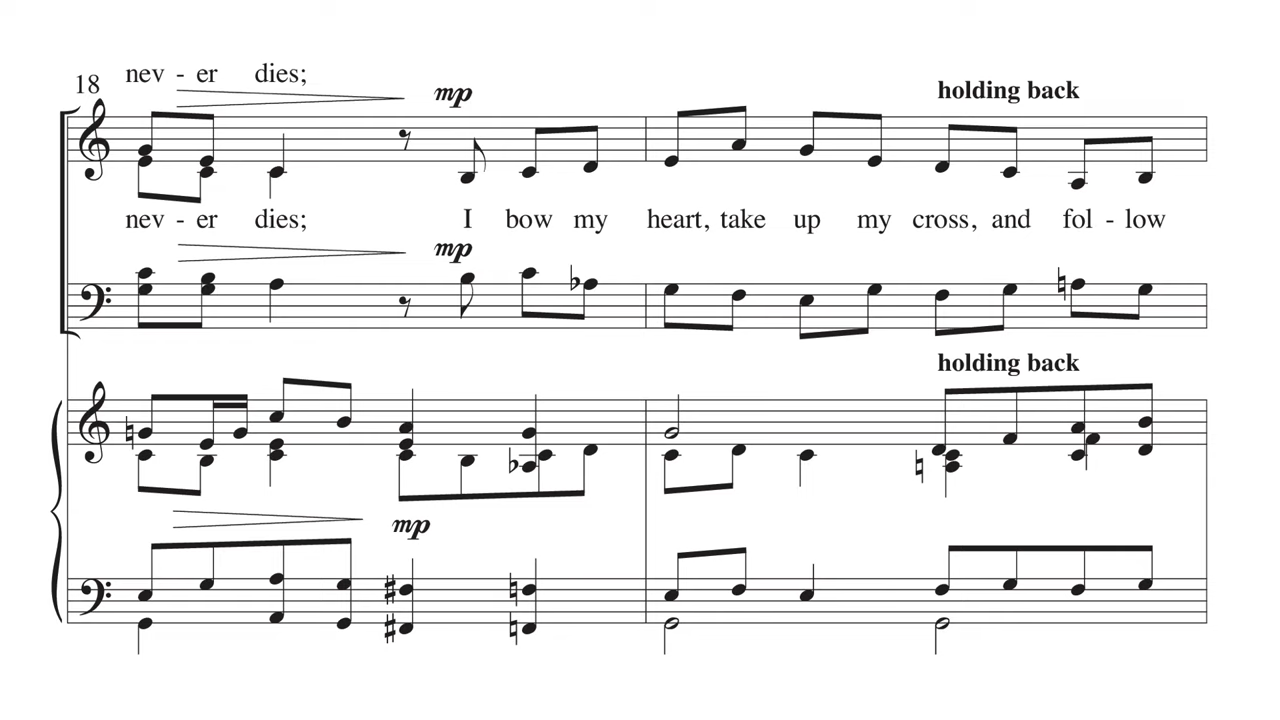 nev - er dies;
18
mp
holding back
nev - er dies; I bow my heart, take up my cross, and fol - low
mp
holding back
mp